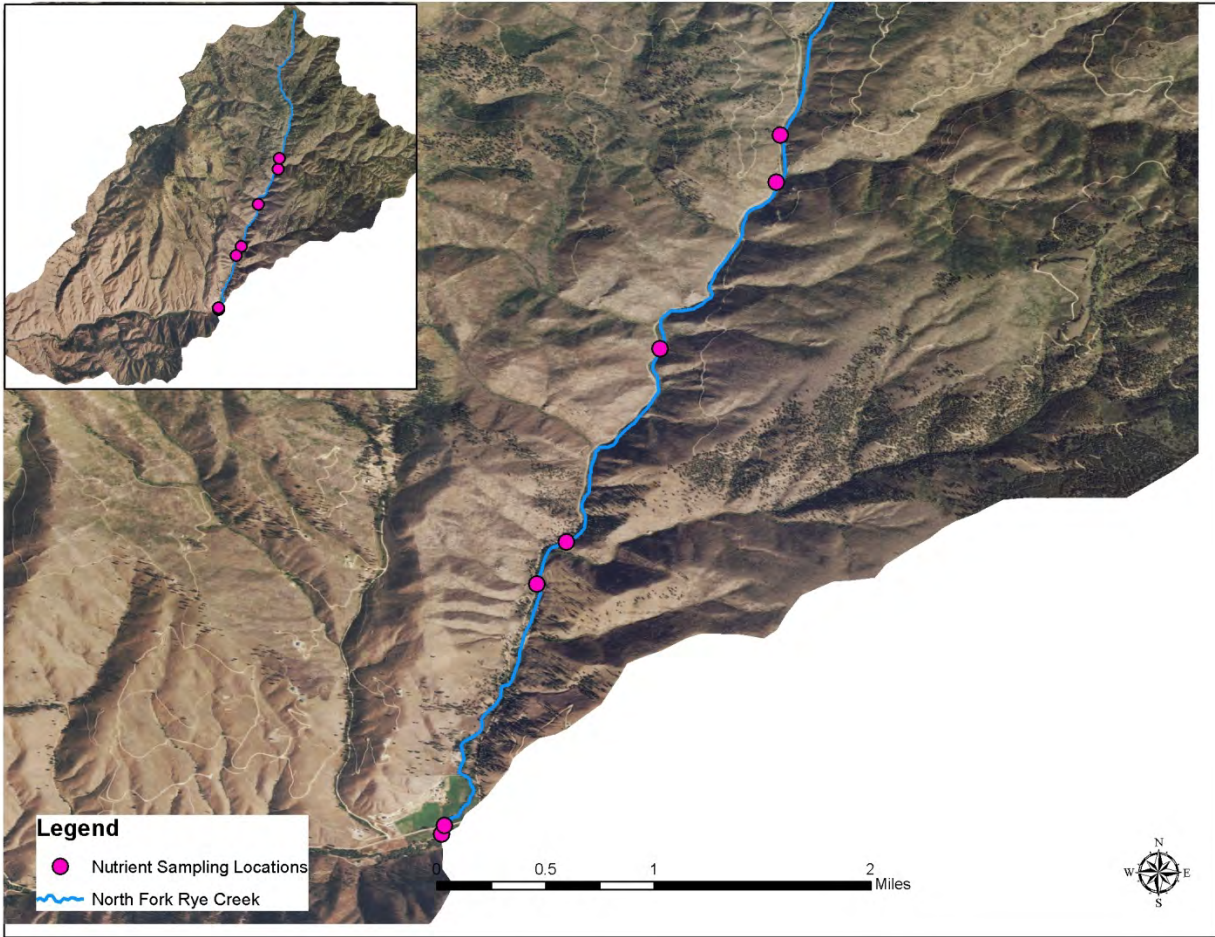 Legend
Nutrient Sampling Locations
North Fork Rye Creek
0 0.5 1 2
Miles
N
W E
S